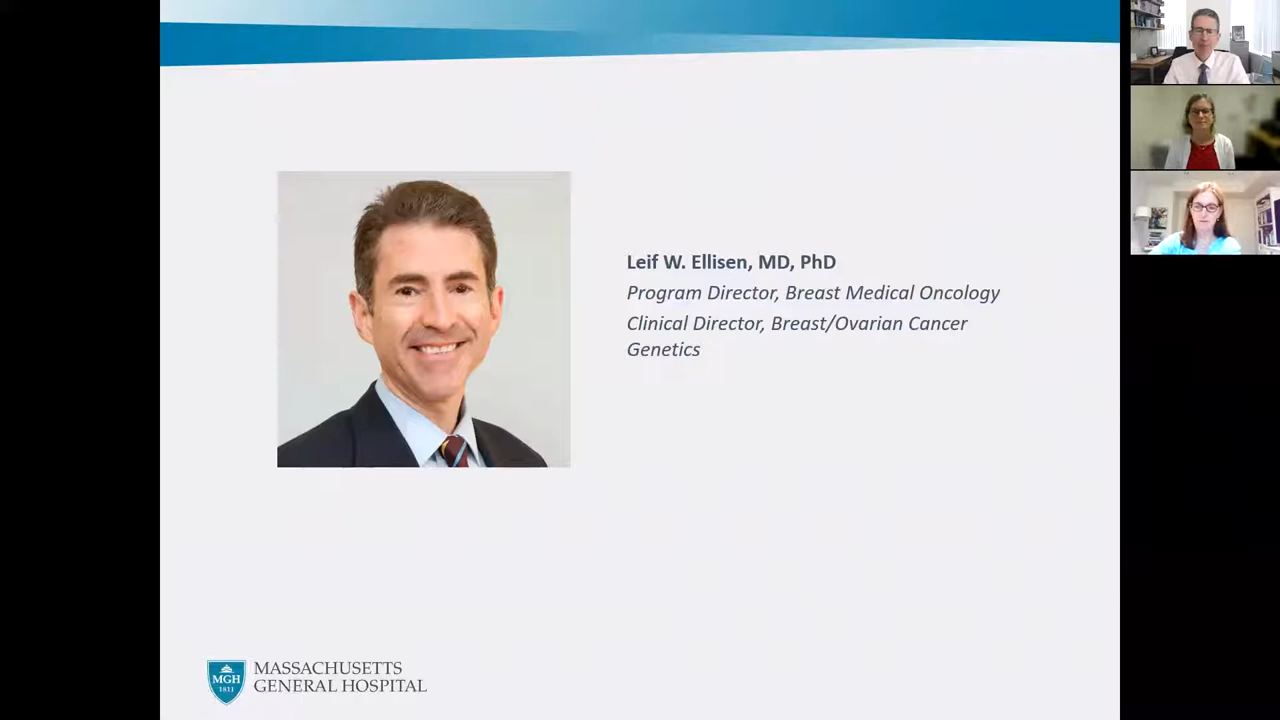 Leif W. Ellisen, MD, PhD
Program Director, Breast Medical Oncology
Clinical Director, Breast/Ovarian Cancer
Genetics
MGH
1811
MASSACHUSETTS
GENERAL HOSPITAL